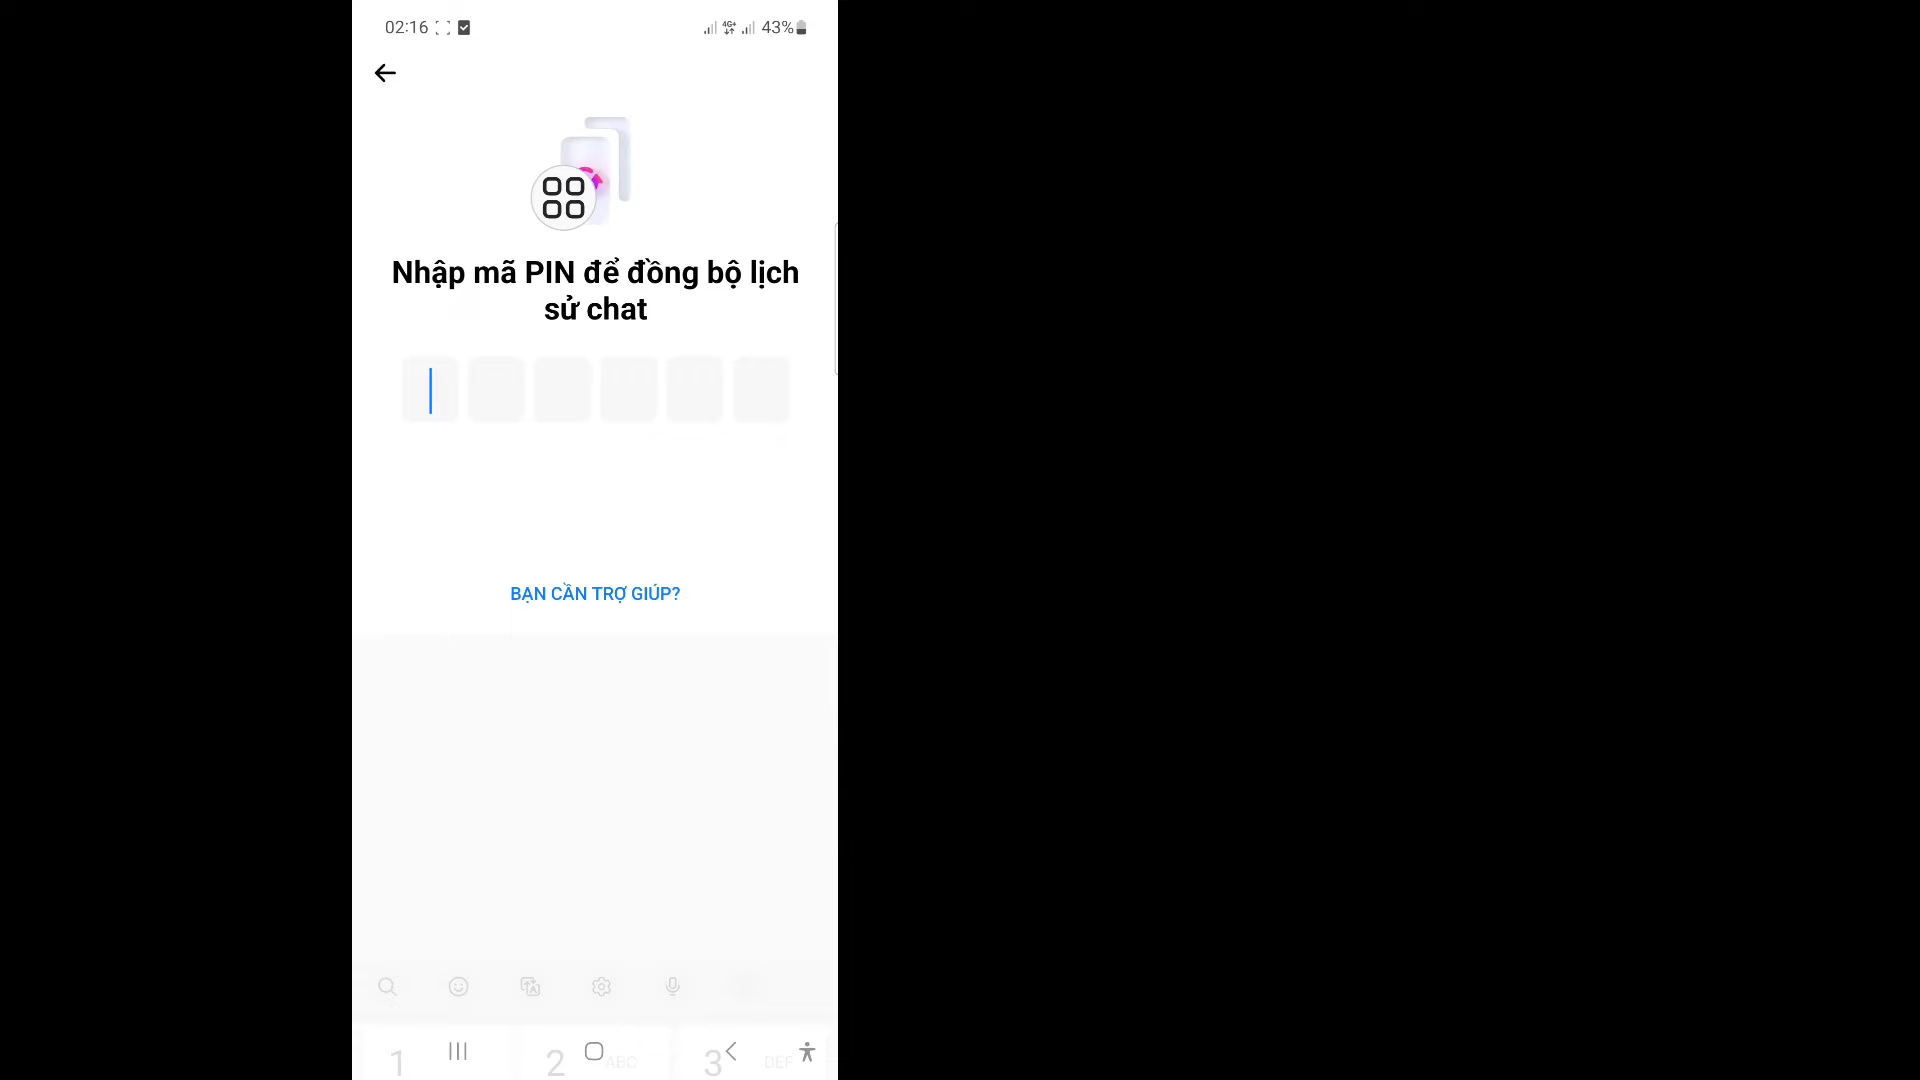 02:16 4G+ 43%
Nhập mã PIN để đồng bộ lịch
sử chat
BẠN CẦN TRỢ GIÚP?
1 2 ABC 3 DEF